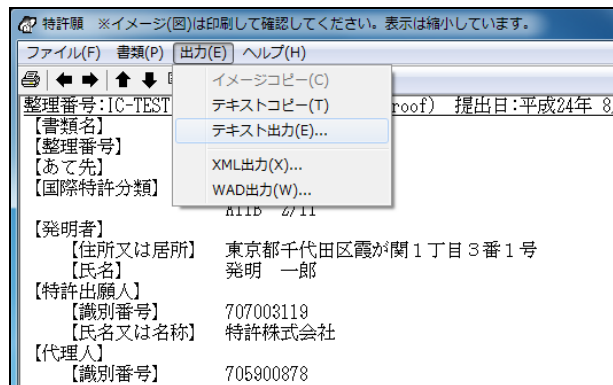 特許願 ※イメージ(図)は印刷して確認してください。表示は縮小しています。
ファイル(F) 書類(P) 出力(E) ヘルプ(H)
イメージコピー(C)
テキストコピー(T)
テキスト出力(E)...
XML出力(X)...
WAD出力(W)...
整理番号:IC-TEST roof) 提出日:平成24年 8
【書類名】
【整理番号】
【あて先】
【国際特許分類】
【発明者】
【住所又は居所】 東京都千代田区霞が関1丁目3番1号
【氏名】 発明 一郎
【特許出願人】
【識別番号】 707003119
【氏名又は名称】 特許株式会社
【代理人】
【識別番号】 705900878